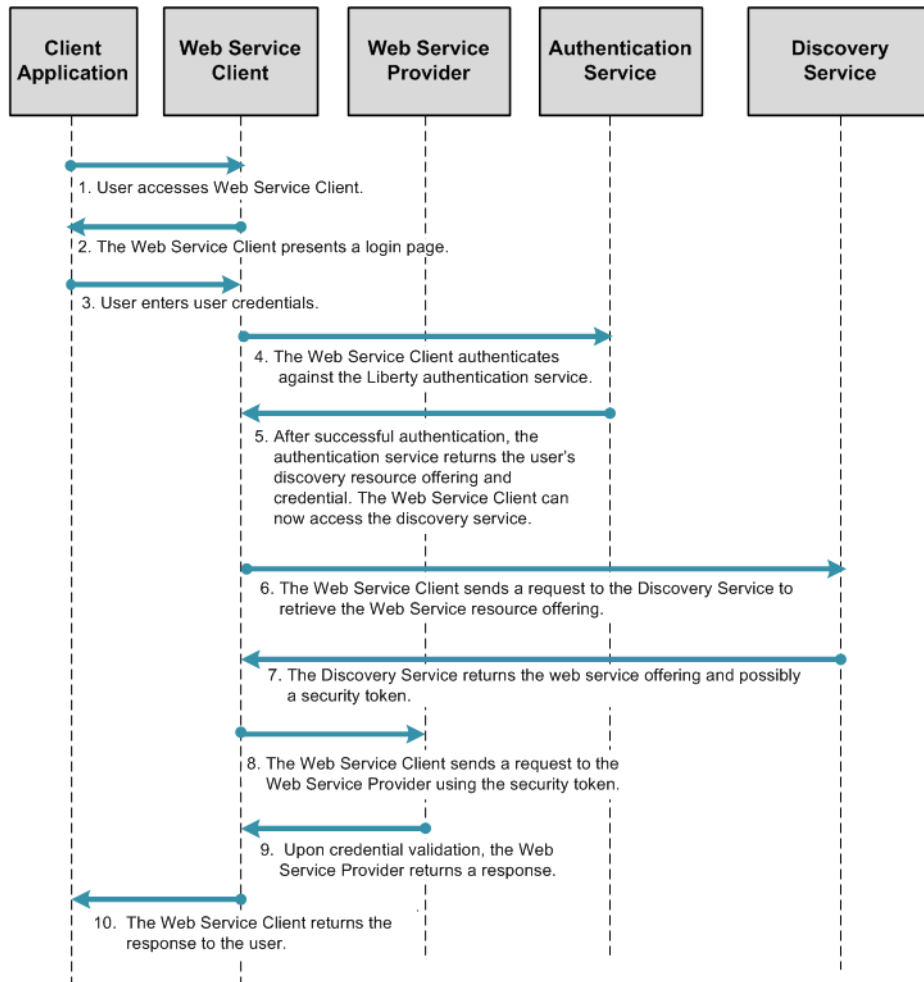 Client
Application
Web Service
Client
Web Service
Provider
Authentication
Service
Discovery
Service
1. User accesses Web Service Client.
2. The Web Service Client presents a login page.
3. User enters user credentials.
4. The Web Service Client authenticates
against the Liberty authentication service.
5. After successful authentication, the
authentication service returns the user's
discovery resource offering and
credential. The Web Service Client can
now access the discovery service.
6. The Web Service Client sends a request to the Discovery Service to
retrieve the Web Service resource offering.
7. The Discovery Service returns the web service offering and possibly
a security token.
8. The Web Service Client sends a request to the
Web Service Provider using the security token.
9. Upon credential validation, the Web
Service Provider returns a response.
10. The Web Service Client returns the
response to the user.